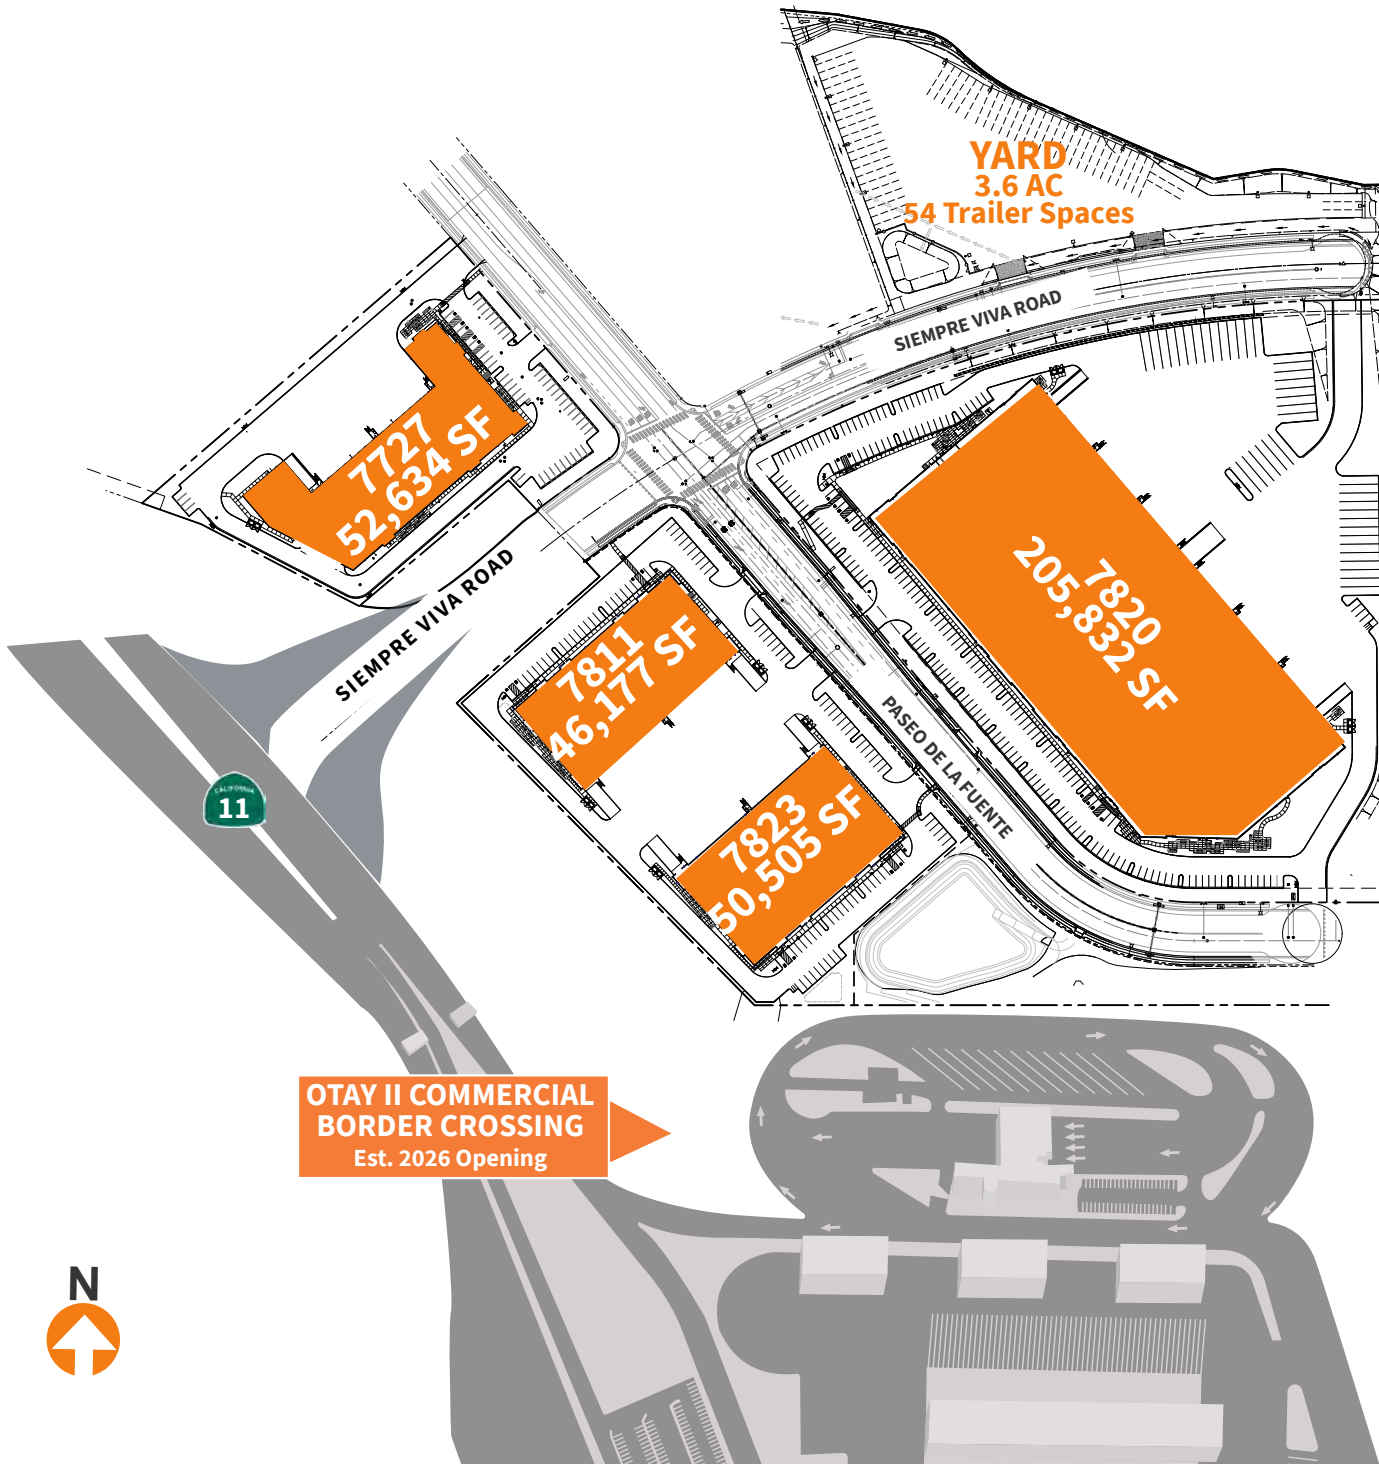 YARD
3.6 AC
54 Trailer Spaces
SIEMPRE VIVA ROAD
7727
52,634 SF
7820
205,832 SF
SIEMPRE VIVA ROAD
7811
46,177 SF
PASEO DE LA FUENTE
CALIFORNIA
11
7823
50,505 SF
OTAY II COMMERCIAL
BORDER CROSSING
Est. 2026 Opening
N